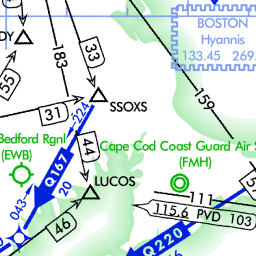 BOSTON
Hyannis
133.45 269.
DY
33
183
55
159
31
SSOXS
224
Bedford Rgnl
(EWB)
44
Cape Cod Coast Guard Air S
(FMH)
Q167
20
LUCOS
043
111
115.6 PVD 103
46
Q220